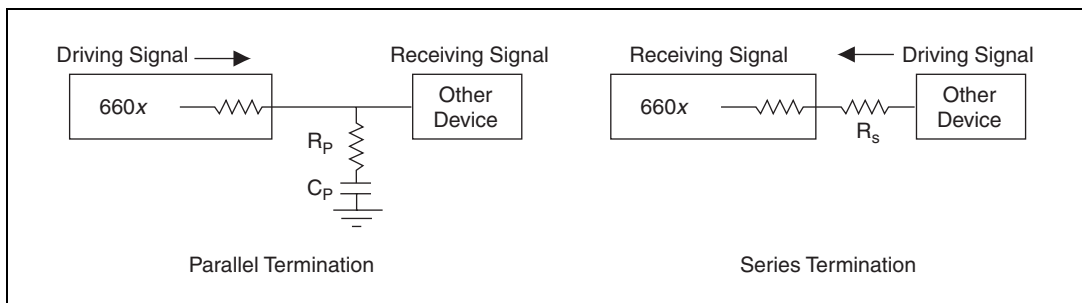 Driving Signal
Receiving Signal
660x
Other
Device
R_P
C_P
Parallel Termination
Receiving Signal
Driving Signal
660x
Other
Device
R_s
Series Termination